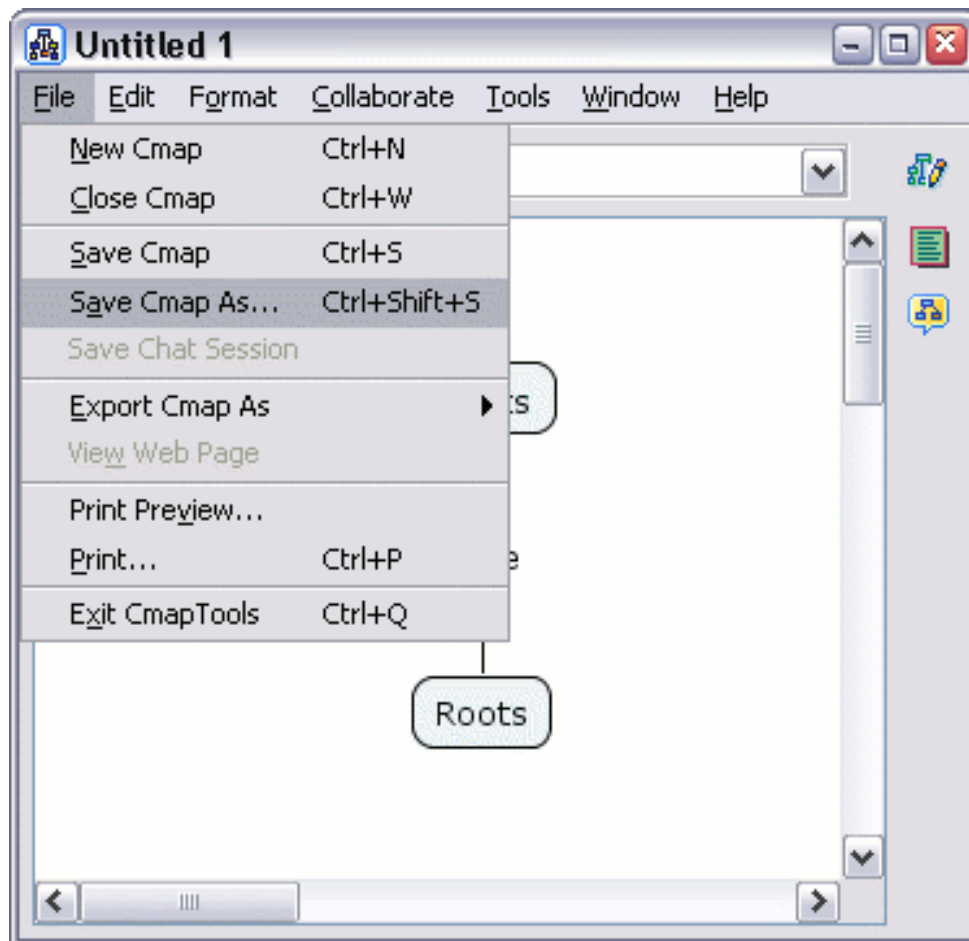 Untitled 1
File Edit Format Collaborate Tools Window Help
New Cmap Ctrl+N
Close Cmap Ctrl+W
Save Cmap Ctrl+S
Save Cmap As... Ctrl+Shift+S
Save Chat Session
Export Cmap As
View Web Page
Print Preview...
Print... Ctrl+P
Exit CmapTools Ctrl+Q
Roots